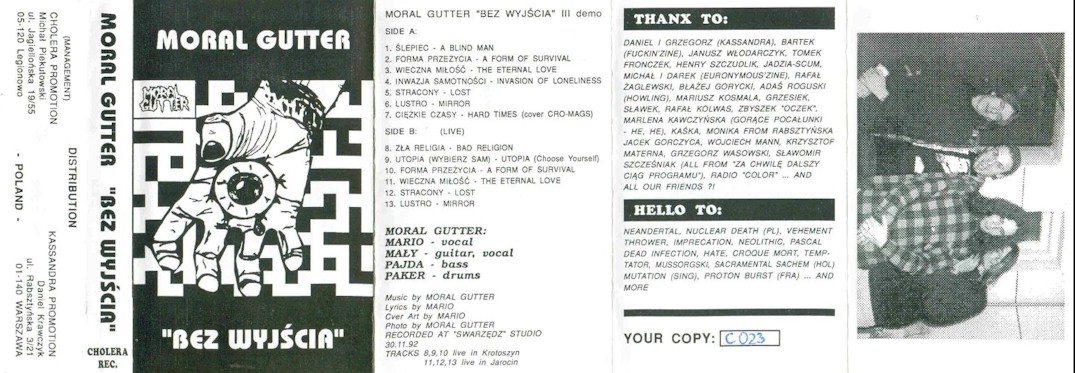 (MANAGEMENT)
CHOLERA PROMOTION
Michał Piekutowski
ul. Jagiellońska 19/55
05-120 Legionowo
DISTRIBUTION
- POLAND -
KASSANDRA PROMOTION
Daniel Krawczyk
ul. Rabsztyńska 3/21
01-140 WARSZAWA
MORAL GUTTER "BEZ WYJŚCIA"
CHOLERA
REC.
MORAL GUTTER
MORAL
GUTTER
"BEZ WYJŚCIA"
MORAL GUTTER "BEZ WYJŚCIA" III demo
SIDE A:
1. ŚLEPIEC - A BLIND MAN
2. FORMA PRZEŻYCIA - A FORM OF SURVIVAL
3. WIECZNA MIŁOŚĆ - THE ETERNAL LOVE
4. INWAZJA SAMOTNOŚCI - INVASION OF LONELINESS
5. STRACONY - LOST
6. LUSTRO - MIRROR
7. CIĘŻKIE CZASY - HARD TIMES (cover CRO-MAGS)
SIDE B: (LIVE)
8. ZŁA RELIGIA - BAD RELIGION
9. UTOPIA (WYBIERZ SAM) - UTOPIA (Choose Yourself)
10. FORMA PRZEŻYCIA - A FORM OF SURVIVAL
11. WIECZNA MIŁOŚĆ - THE ETERNAL LOVE
12. STRACONY - LOST
13. LUSTRO - MIRROR
MORAL GUTTER:
MARIO - vocal
MAŁY - guitar, vocal
PAJDA - bass
PAKER - drums
Music by MORAL GUTTER
Lyrics by MARIO
Cver Art by MARIO
Photo by MORAL GUTTER
RECORDED AT "SWARZĘDZ" STUDIO
30.11.92
TRACKS 8,9,10 live in Krotoszyn
11,12,13 live in Jarocin
THANX TO:
DANIEL I GRZEGORZ (KASSANDRA), BARTEK
(FUCKIN'ZINE), JANUSZ WŁODARCZYK, TOMEK
FRONCZEK, HENRY SZCZUDLIK, JADZIA-SCUM,
MICHAŁ I DAREK (EURONYMOUS'ZINE), RAFAŁ
ŻAGLEWSKI, BŁAŻEJ GORYCKI, ADAŚ ROGUSKI
(HOWLING), MARIUSZ KOSMALA, GRZESIEK,
SŁAWEK, RAFAŁ KOLWAS, ZBYSZEK "OCZEK",
MARLENA KAWCZYŃSKA (GORĄCE POCAŁUNKI
- HE, HE), KAŚKA, MONIKA FROM RABSZTYŃSKA
JACEK GORCZYCA, WOJCIECH MANN, KRZYSZTOF
MATERNA, GRZEGORZ WASOWSKI, SŁAWOMIR
SZCZEŚNIAK (ALL FROM "ZA CHWILĘ DALSZY
CIĄG PROGRAMU"), RADIO "COLOR" ... AND
ALL OUR FRIENDS ?!
HELLO TO:
NEANDERTAL, NUCLEAR DEATH (PL), VEHEMENT
THROWER, IMPRECATION, NEOLITHIC, PASCAL
DEAD INFECTION, HATE, CROQUE MORT, TEMP-
TATOR, MUSSORGSKI, SACRAMENTAL SACHEM (HOL)
MUTATION (SING), PROTON BURST (FRA) ... AND
MORE
YOUR COPY: C 023